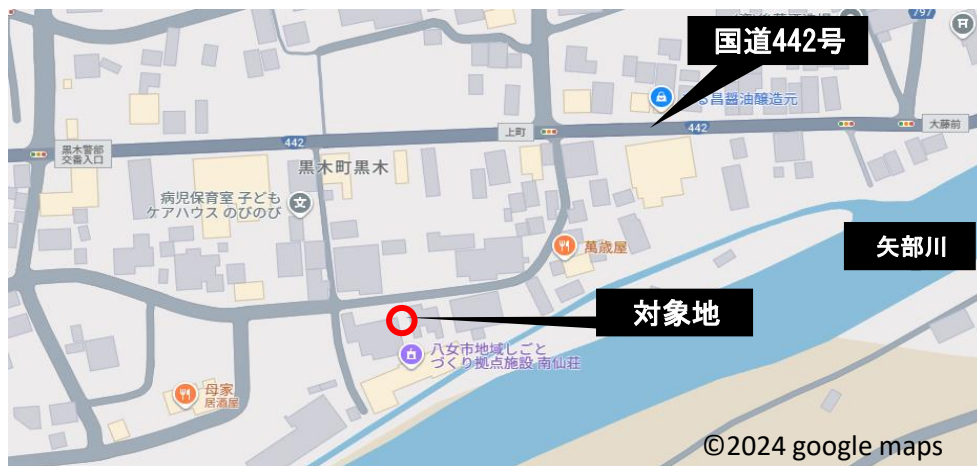 797
国道442号
る昌醤油醸造元
442
大藤前
上町
442
黒木警部
交番入口
黒木町黒木
病児保育室 子ども
ケアハウス のびのび
文
萬歳屋
矢部川
対象地
八女市地域しごと
づくり拠点施設 南仙荘
母家
居酒屋
©2024 google maps